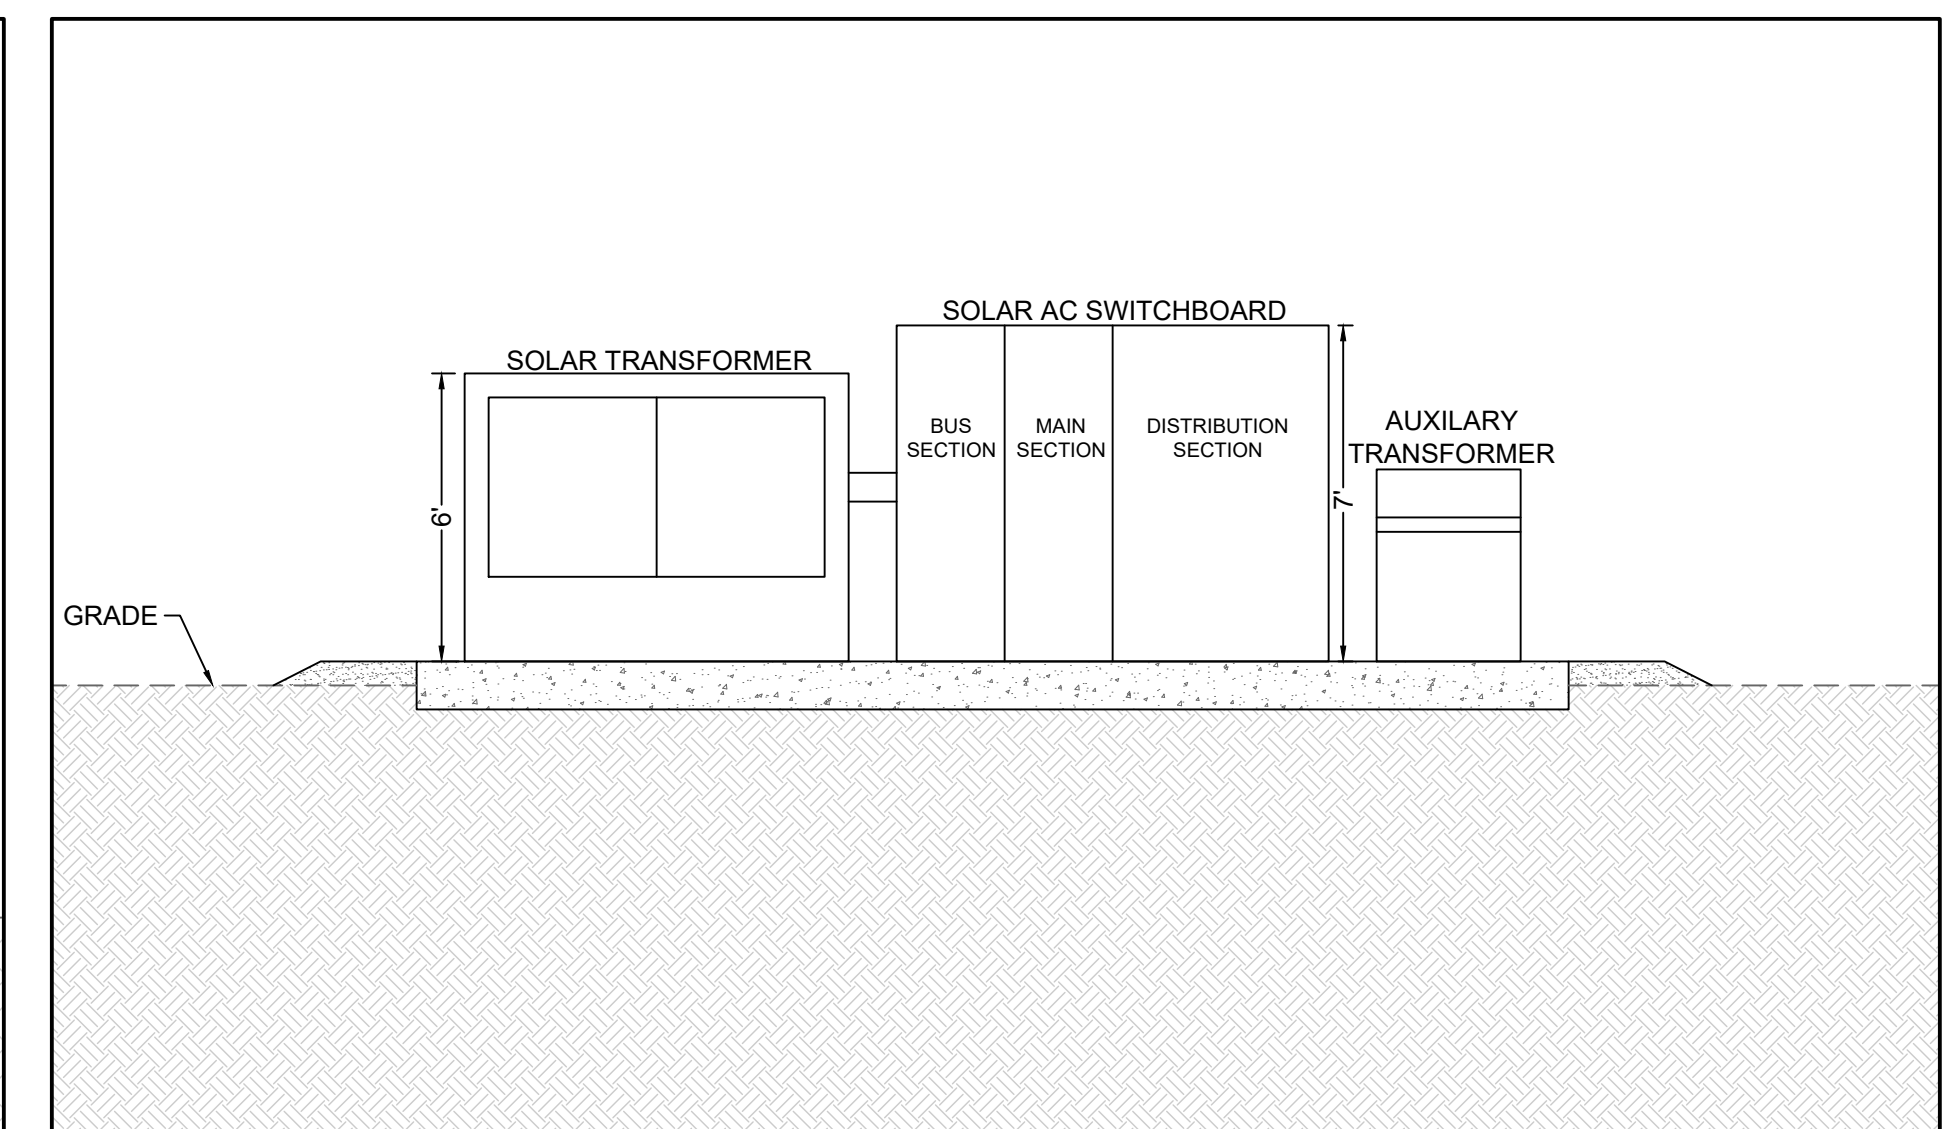 SOLAR AC SWITCHBOARD
SOLAR TRANSFORMER
BUS
SECTION
MAIN
SECTION
DISTRIBUTION
SECTION
AUXILARY
TRANSFORMER
6'
7'
GRADE